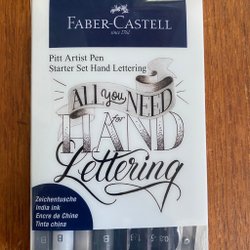 FABER-CASTELL
since 1761
Pitt Artist Pen
Starter Set Hand Lettering
ALL you NEED
for
HAND
Lettering
Zeichentusche
India ink
Encre de Chine
Tinta china